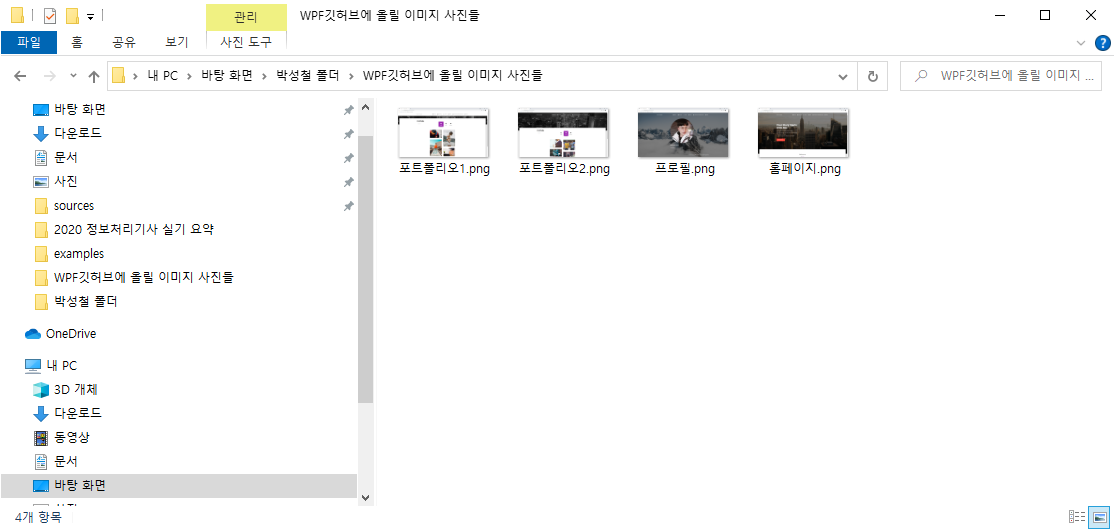 관리
WPF깃허브에 올릴 이미지 사진들
파일
홈
공유
보기
사진 도구
내 PC
바탕 화면
박성철 폴더
WPF깃허브에 올릴 이미지 사진들
WPF깃허브에 올릴 이미지 ...
바탕 화면
다운로드
문서
사진
sources
2020 정보처리기사 실기 요약
examples
WPF깃허브에 올릴 이미지 사진들
박성철 폴더
OneDrive
내 PC
3D 개체
다운로드
동영상
문서
바탕 화면
포트폴리오1.png
포트폴리오2.png
프로필.png
홈페이지.png
4개 항목